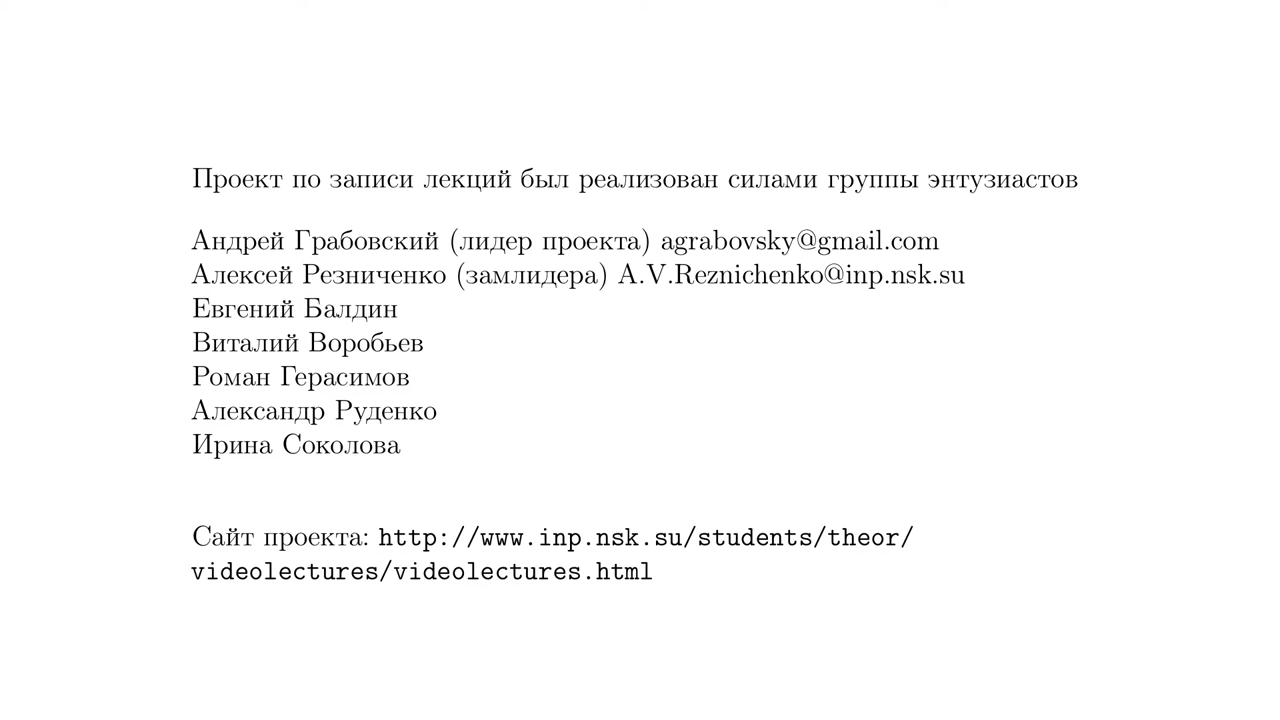 Проект по записи лекций был реализован силами группы энтузиастов
Андрей Грабовский (лидер проекта) agrabovsky@gmail.com
Алексей Резниченко (замлидера) A.V.Reznichenko@inp.nsk.su
Евгений Балдин
Виталий Воробьев
Роман Герасимов
Александр Руденко
Ирина Соколова
Сайт проекта: http://www.inp.nsk.su/students/theor/
videolectures/videolectures.html